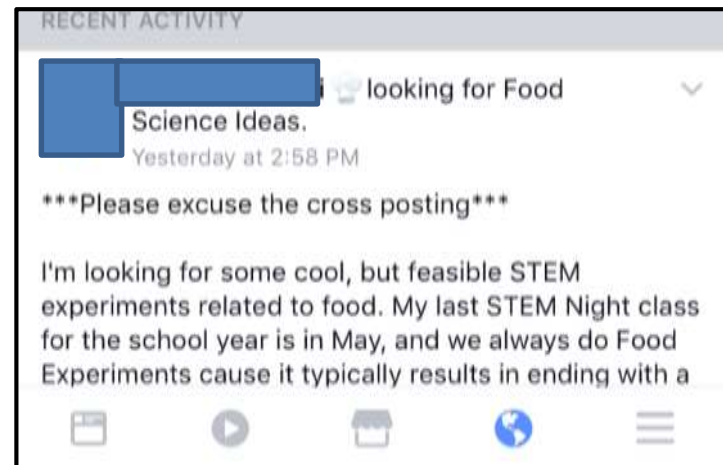 RECENT ACTIVITY
i looking for Food
Science Ideas.
Yesterday at 2:58 PM
***Please excuse the cross posting***
I'm looking for some cool, but feasible STEM
experiments related to food. My last STEM Night class
for the school year is in May, and we always do Food
Experiments cause it typically results in ending with a